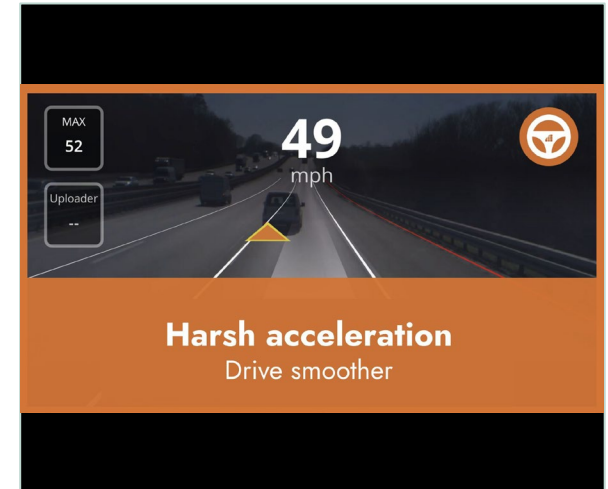 MAX
52
49
mph
Uploader
--
Harsh acceleration
Drive smoother